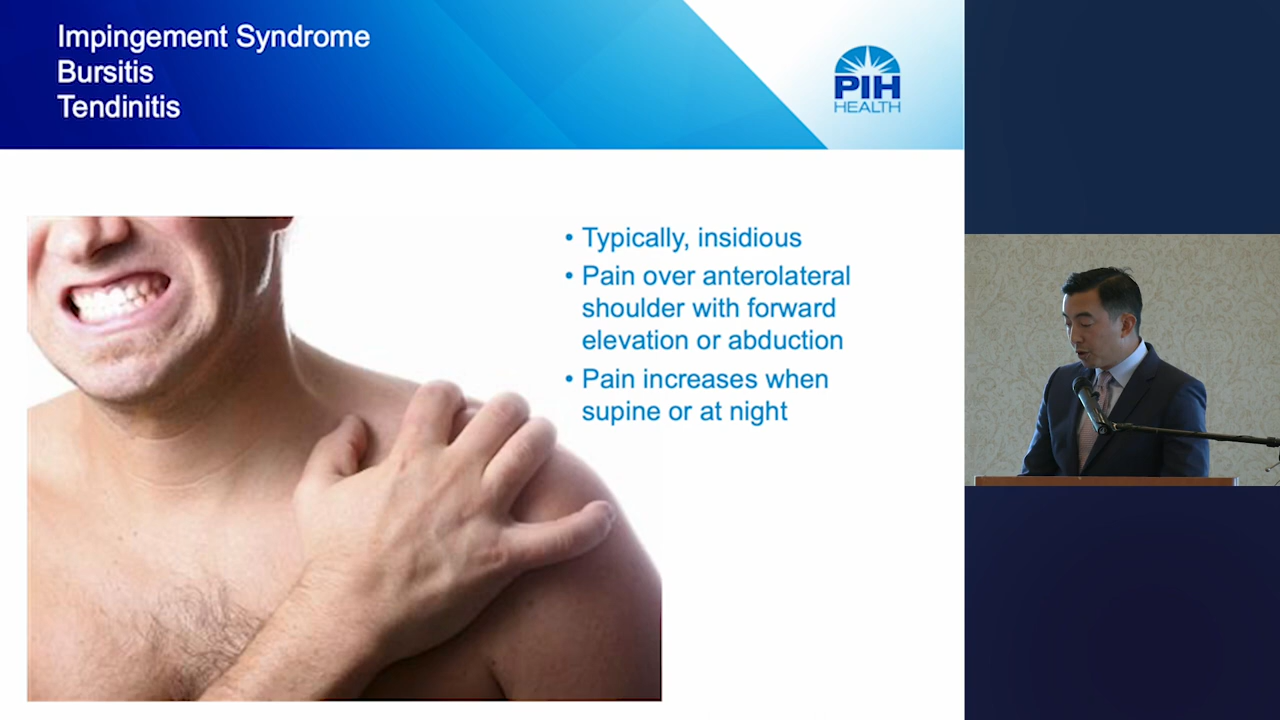 Impingement Syndrome
Bursitis
Tendinitis
PIH
HEALTH
• Typically, insidious
• Pain over anterolateral
shoulder with forward
elevation or abduction
• Pain increases when
supine or at night